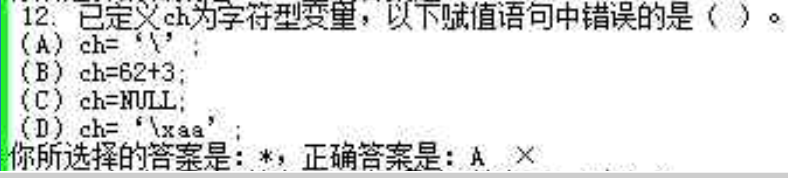 12、已定义ch为字符型变量，以下赋值语句中错误的是（ ）。
(A) ch=‘\’;
(B) ch=62+3;
(C) ch=NULL;
(D) ch=‘\xaa’;
你所选择的答案是：*，正确答案是：A ×